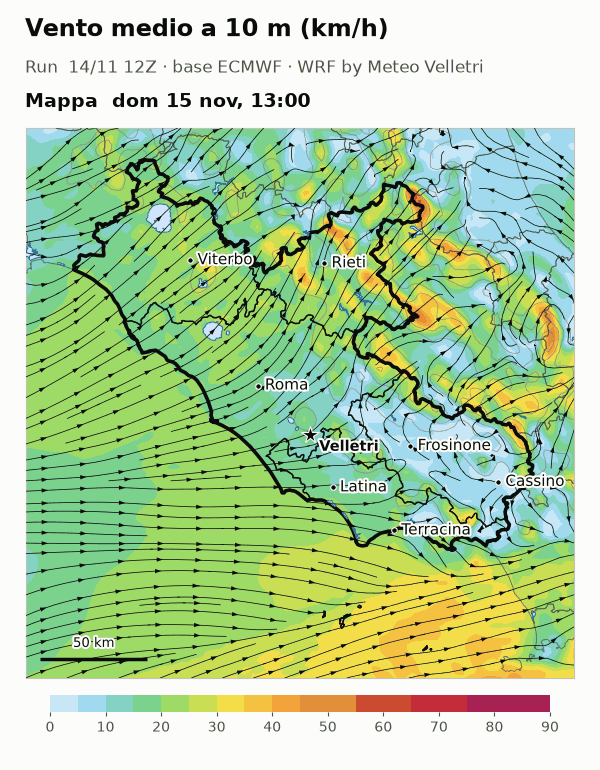 Vento medio a 10 m (km/h)
Run  14/11 12Z · base ECMWF · WRF by Meteo Velletri
Mappa  dom 15 nov, 13:00
Viterbo
Rieti
Roma
Velletri
Frosinone
Cassino
Latina
Terracina
50 km
0 10 20 30 40 50 60 70 80 90